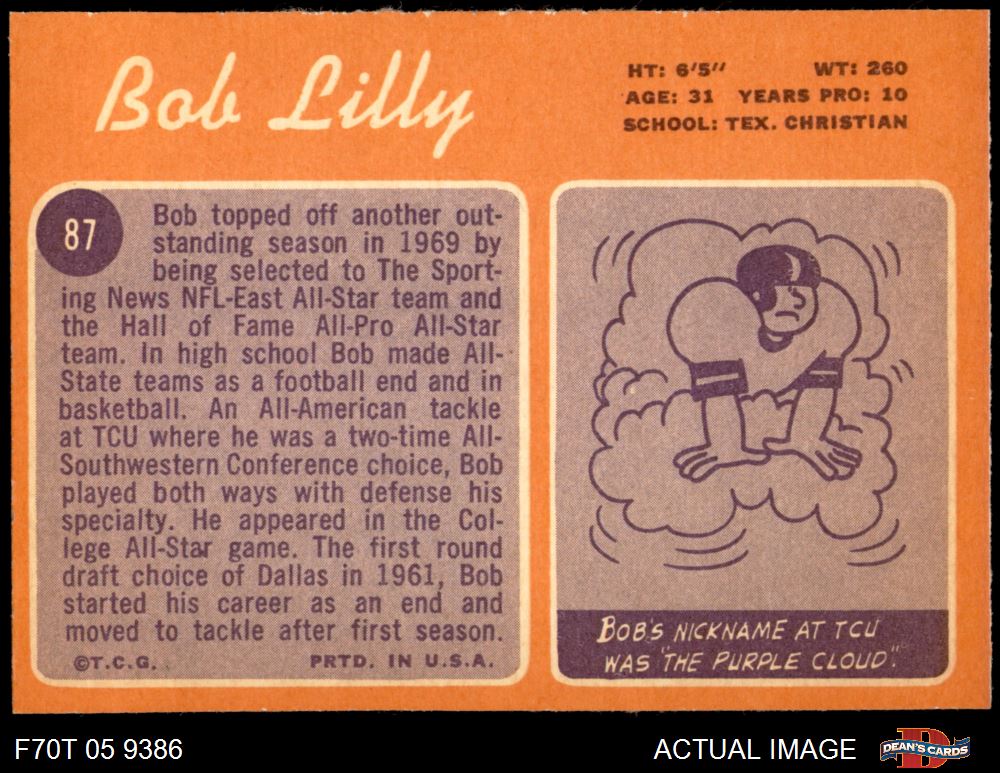 Bob Lilly
HT: 6'5'' WT: 260
AGE: 31 YEARS PRO: 10
SCHOOL: TEX. CHRISTIAN
87
Bob topped off another out-
standing season in 1969 by
being selected to The Sport-
ing News NFL-East All-Star team and
the Hall of Fame All-Pro All-Star
team. In high school Bob made All-
State teams as a football end and in
basketball. An All-American tackle
at TCU where he was a two-time All-
Southwestern Conference choice, Bob
played both ways with defense his
specialty. He appeared in the Col-
lege All-Star game. The first round
draft choice of Dallas in 1961, Bob
started his career as an end and
moved to tackle after first season.
©T.C.G. PRTD. IN U.S.A.
BOB'S NICKNAME AT TCU
WAS "THE PURPLE CLOUD".
F70T 05 9386
ACTUAL IMAGE
DEAN'S CARDS